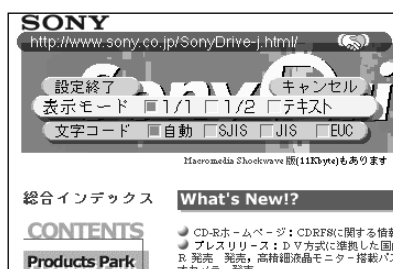 SONY
http://www.sony.co.jp/SonyDrive-j.html/
設定終了 キャンセル
表示モード 1/1 1/2 テキスト
文字コード 自動 SJIS JIS EUC
Macromedia Shockwave 版(11Kbyte)もあります
総合インデックス
What's New!?
CONTENTS
Products Park
CD-Rホームページ:CDRFSに関する情報
プレスリリース:DV方式に準拠した国
R 発売 発売,高精細液晶モニター搭載パス